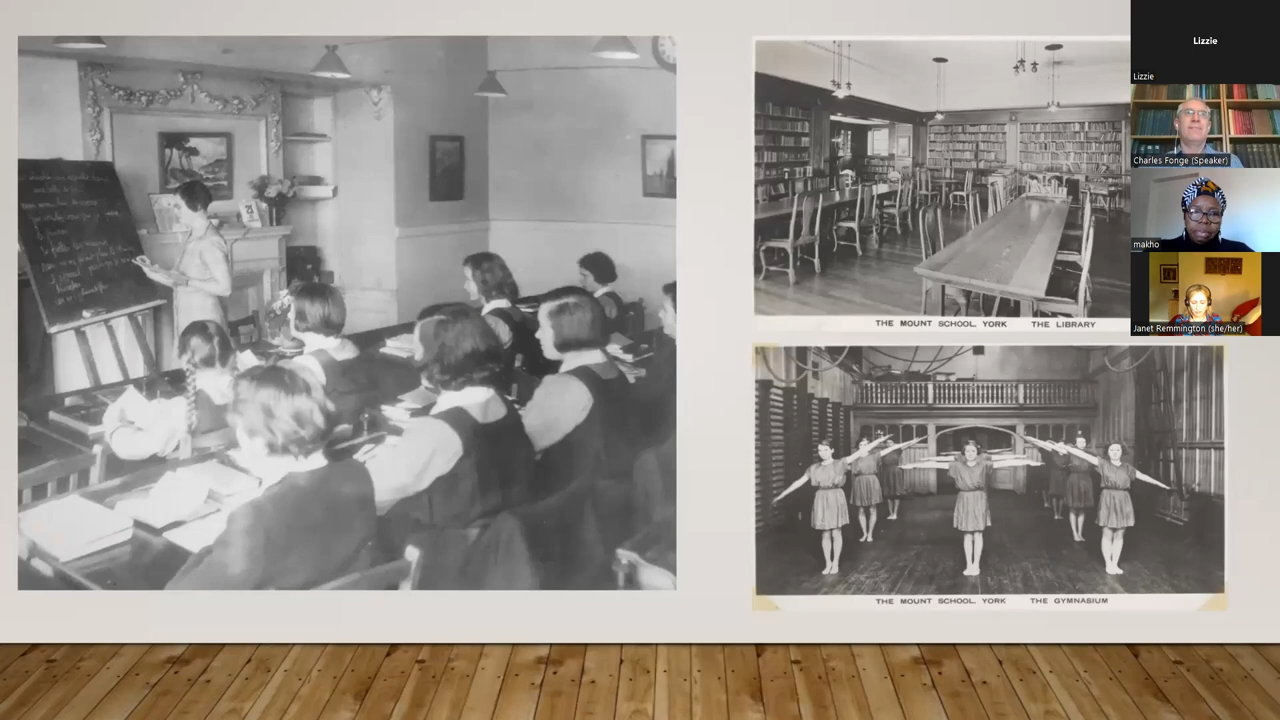 THE MOUNT SCHOOL, YORK THE LIBRARY
THE MOUNT SCHOOL, YORK THE GYMNASIUM
Lizzie
Lizzie
Charles Fonge (Speaker)
makho
Janet Remmington (she/her)